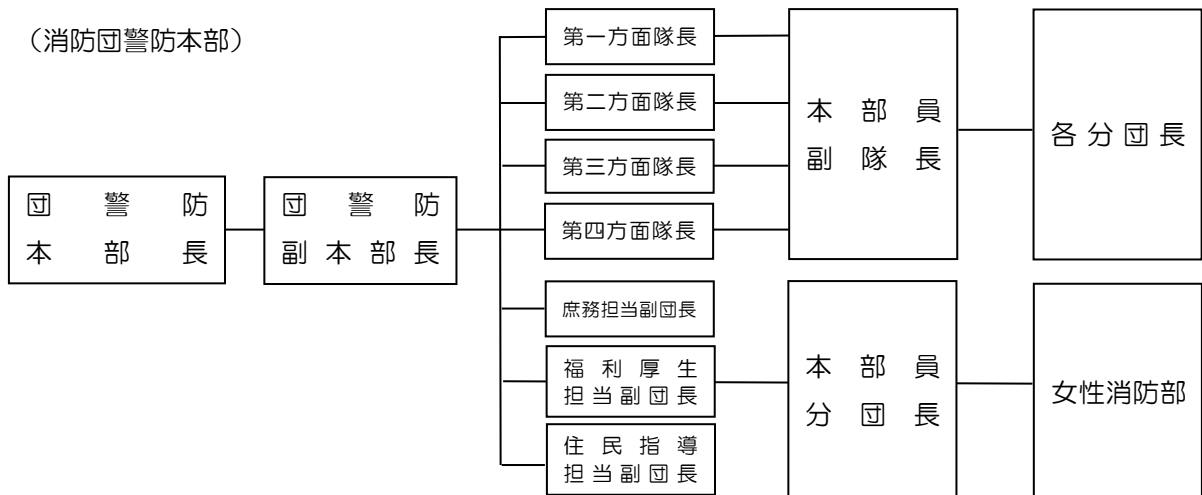 （消防団警防本部）
団警防
本部長
団警防
副本部長
第一方面隊長
第二方面隊長
第三方面隊長
第四方面隊長
庶務担当副団長
福利厚生
担当副団長
住民指導
担当副団長
本部員
副隊長
本部員
分団長
各分団長
女性消防部